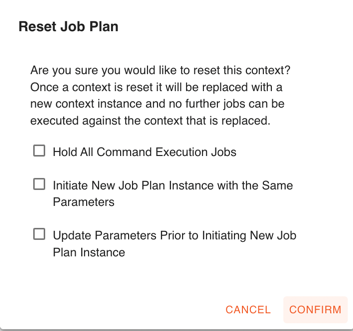 Reset Job Plan
Are you sure you would like to reset this context?
Once a context is reset it will be replaced with a
new context instance and no further jobs can be
executed against the context that is replaced.
Hold All Command Execution Jobs
Initiate New Job Plan Instance with the Same
Parameters
Update Parameters Prior to Initiating New Job
Plan Instance
CANCEL CONFIRM